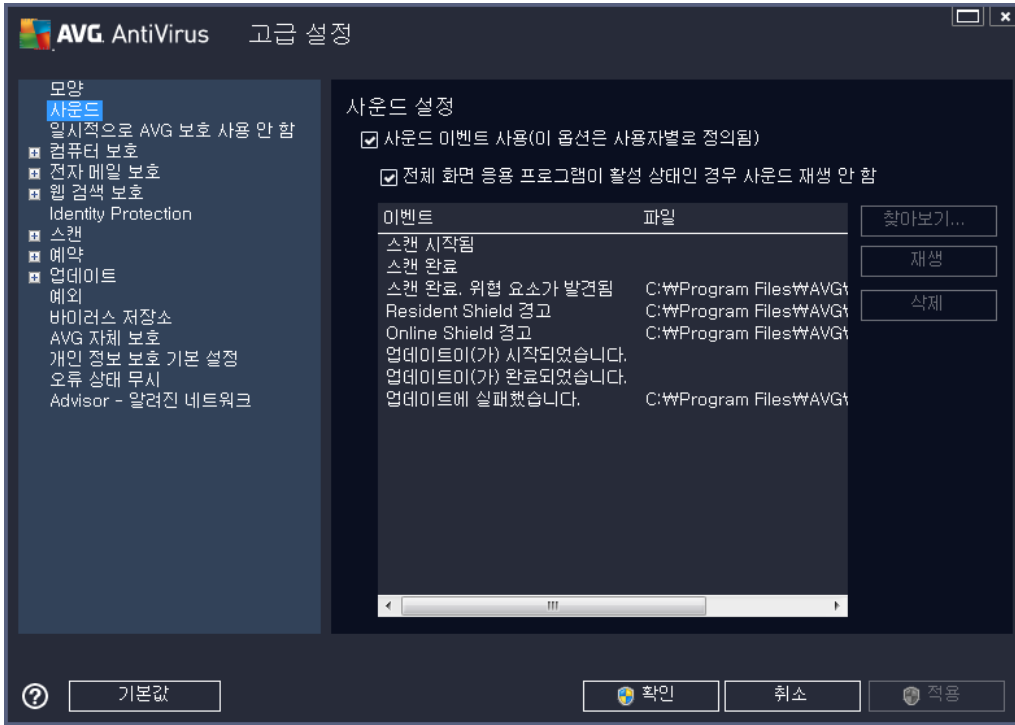 AVG. AntiVirus 고급 설정
모양
사운드
일시적으로 AVG 보호 사용 안 함
컴퓨터 보호
전자 메일 보호
웹 검색 보호
Identity Protection
스캔
예약
업데이트
예외
바이러스 저장소
AVG 자체 보호
개인 정보 보호 기본 설정
오류 상태 무시
Advisor - 알려진 네트워크
사운드 설정
사운드 이벤트 사용(이 옵션은 사용자별로 정의됨)
전체 화면 응용 프로그램이 활성 상태인 경우 사운드 재생 안 함
이벤트 파일
스캔 시작됨
스캔 완료
스캔 완료. 위협 요소가 발견됨 C:₩Program Files₩AVG₩
Resident Shield 경고 C:₩Program Files₩AVG₩
Online Shield 경고 C:₩Program Files₩AVG₩
업데이트이(가) 시작되었습니다.
업데이트이(가) 완료되었습니다.
업데이트에 실패했습니다. C:₩Program Files₩AVG₩
찾아보기...
재생
삭제
기본값
확인
취소
적용